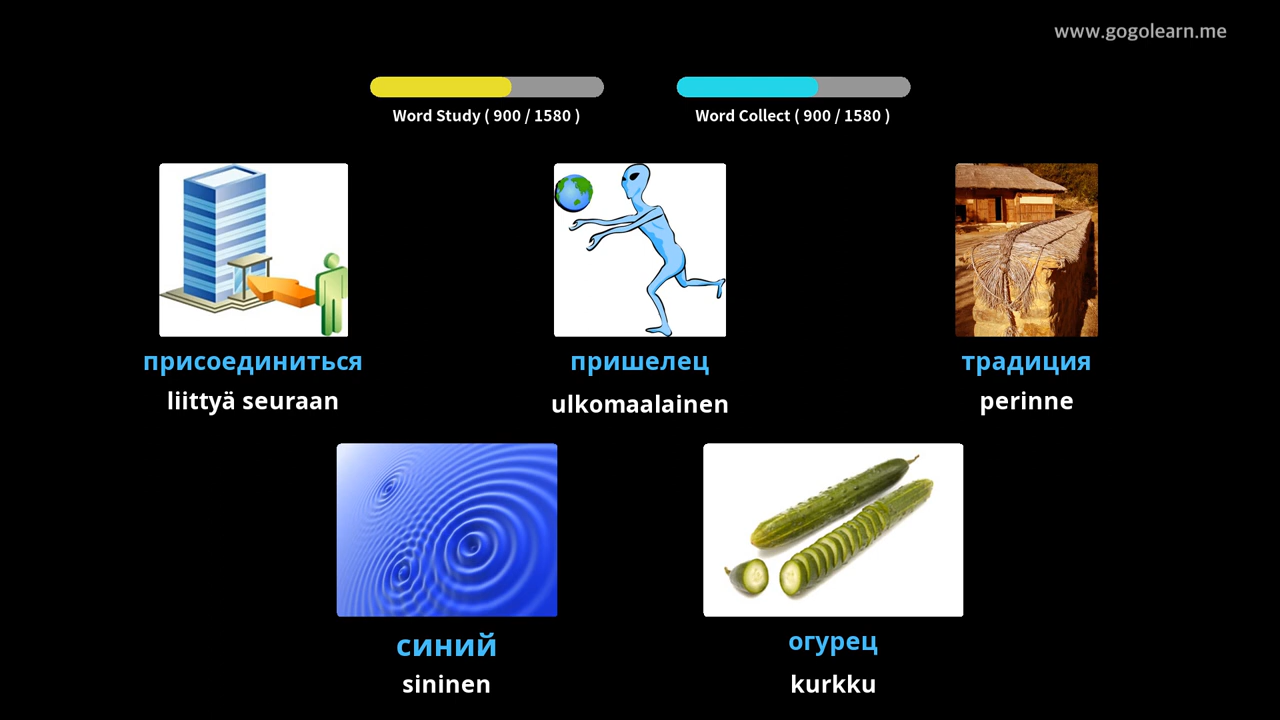 www.gogolearn.me
Word Study ( 900 / 1580 )
Word Collect ( 900 / 1580 )
присоединиться
liittyä seuraan
пришелец
ulkomaalainen
традиция
perinne
синий
sininen
огурец
kurkku